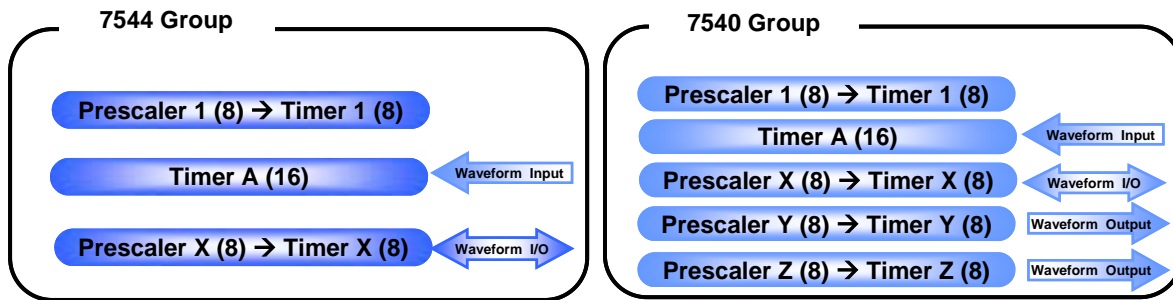 7544 Group
Prescaler 1 (8) → Timer 1 (8)
Timer A (16)
Waveform Input
Prescaler X (8) → Timer X (8)
Waveform I/O
7540 Group
Prescaler 1 (8) → Timer 1 (8)
Timer A (16)
Waveform Input
Prescaler X (8) → Timer X (8)
Waveform I/O
Prescaler Y (8) → Timer Y (8)
Waveform Output
Prescaler Z (8) → Timer Z (8)
Waveform Output